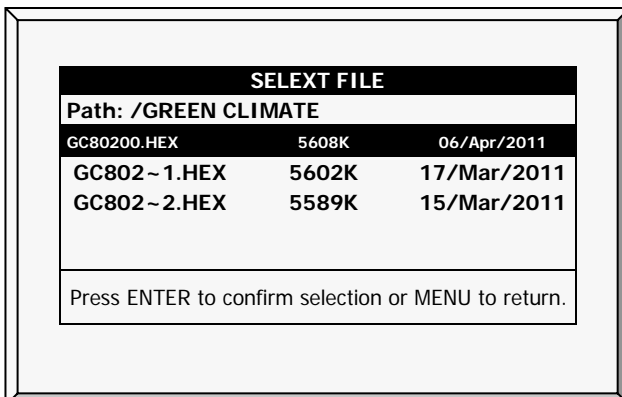 SELEXT FILE
Path: /GREEN CLIMATE
GC80200.HEX 5608K 06/Apr/2011
GC802~1.HEX 5602K 17/Mar/2011
GC802~2.HEX 5589K 15/Mar/2011
Press ENTER to confirm selection or MENU to return.